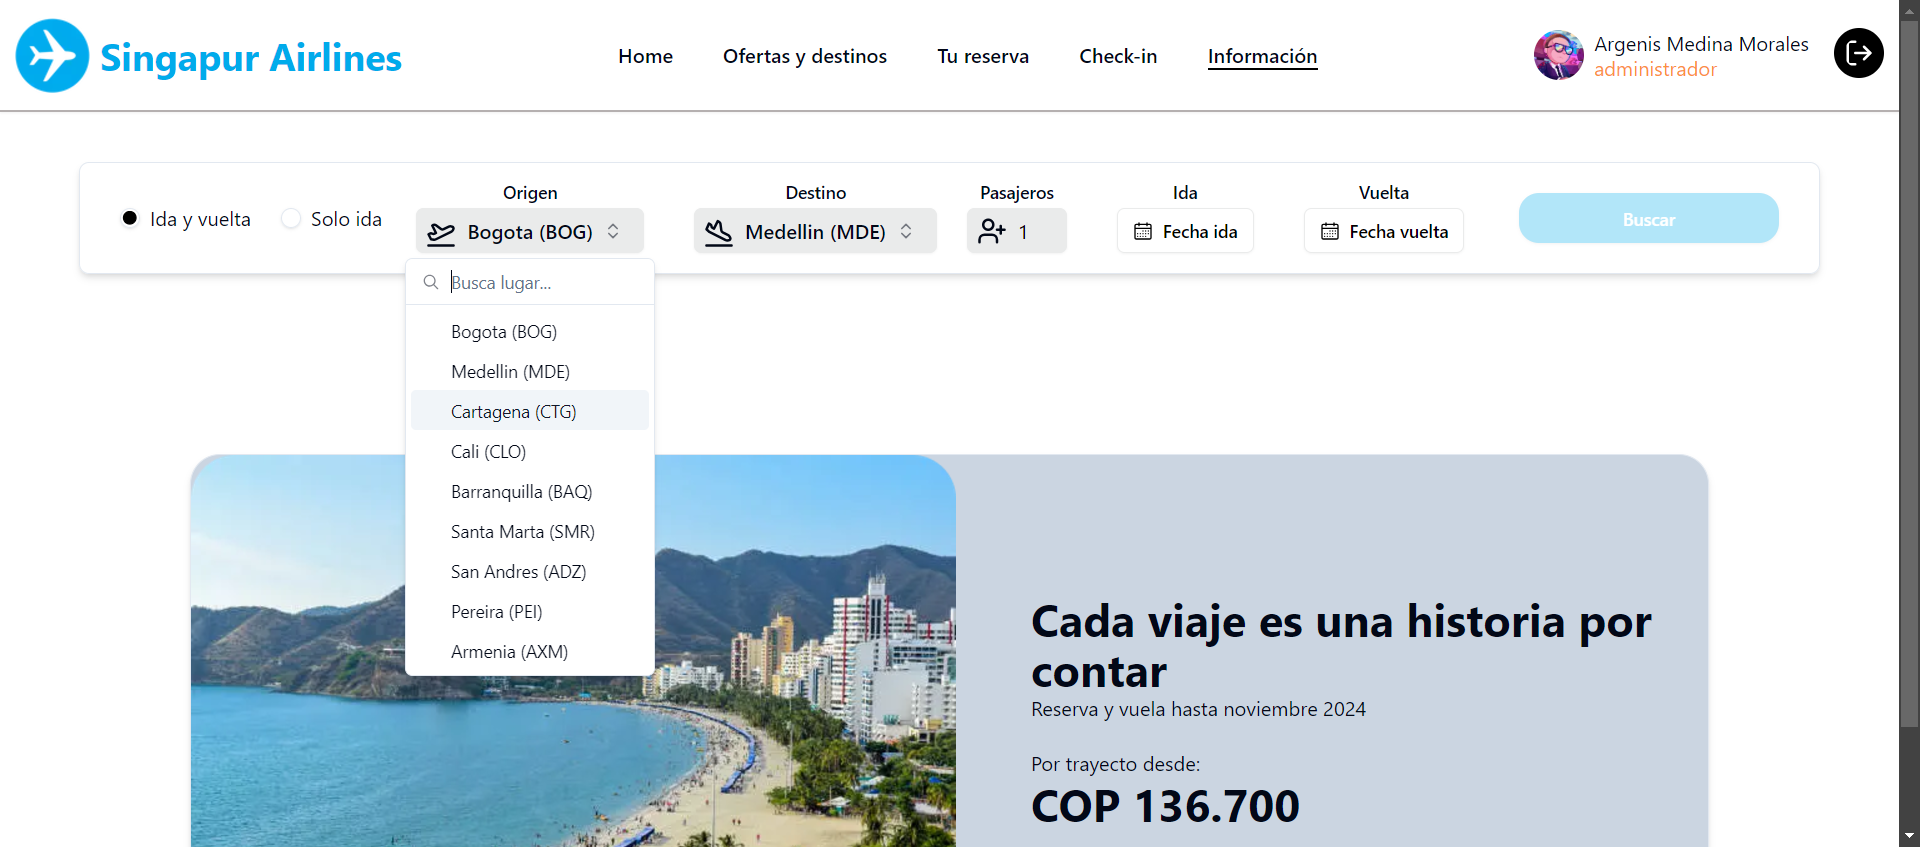 Singapur Airlines
Home
Ofertas y destinos
Tu reserva
Check-in
Información
Argenis Medina Morales
administrador
Ida y vuelta
Solo ida
Origen
Bogota (BOG)
Destino
Medellin (MDE)
Pasajeros
1
Ida
Fecha ida
Vuelta
Fecha vuelta
Buscar
Busca lugar...
Bogota (BOG)
Medellin (MDE)
Cartagena (CTG)
Cali (CLO)
Barranquilla (BAQ)
Santa Marta (SMR)
San Andres (ADZ)
Pereira (PEI)
Armenia (AXM)
Cada viaje es una historia por
contar
Reserva y vuela hasta noviembre 2024
Por trayecto desde:
COP 136.700